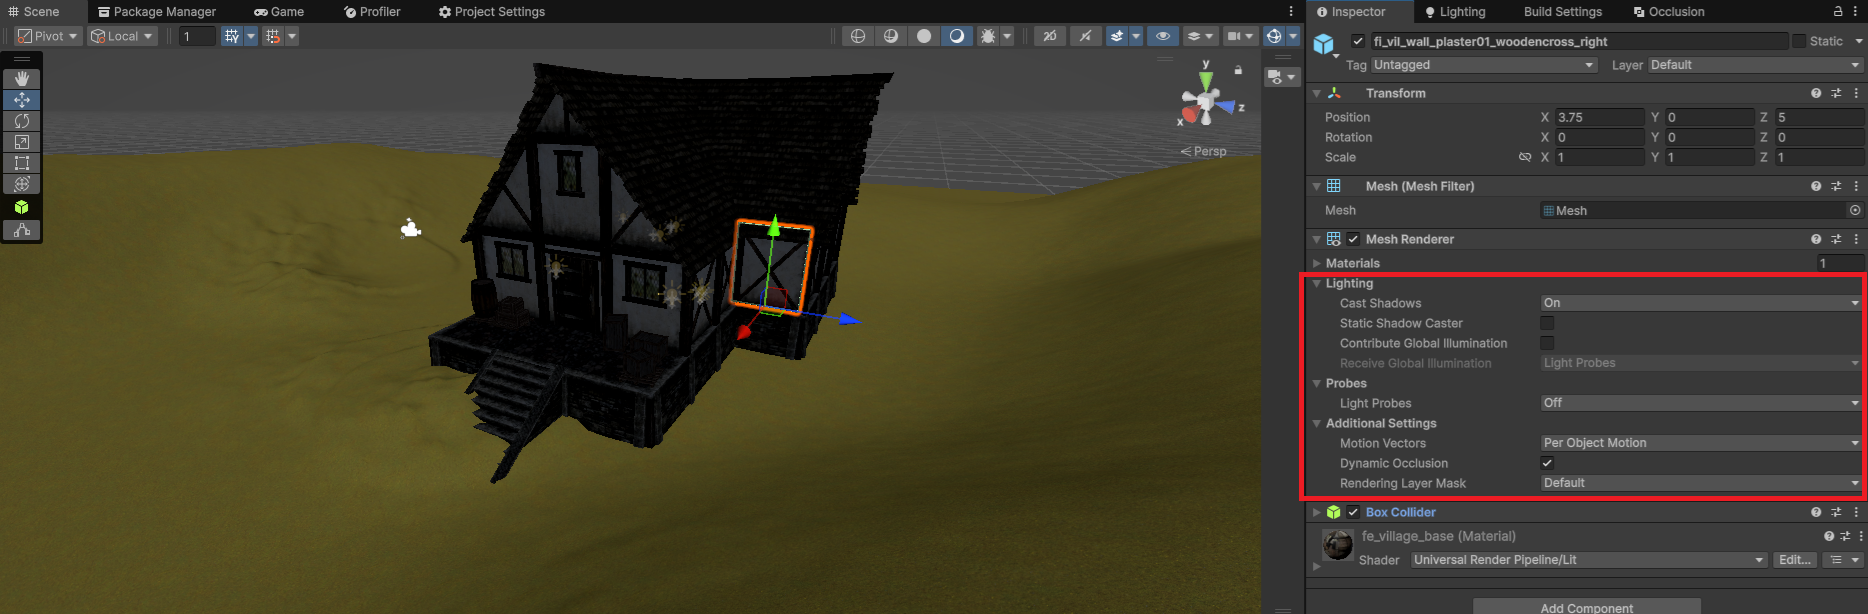 Scene Package Manager Game Profiler Project Settings
Pivot Local 1 2D
y
z
x
Persp
Inspector Lighting Build Settings Occlusion
fi_vil_wall_plaster01_woodencross_right Static
Tag Untagged Layer Default
Transform
Position X 3.75 Y 0 Z 5
Rotation X 0 Y 0 Z 0
Scale X 1 Y 1 Z 1
Mesh (Mesh Filter)
Mesh Mesh
Mesh Renderer
Materials 1
Lighting
Cast Shadows On
Static Shadow Caster
Contribute Global Illumination
Receive Global Illumination Light Probes
Probes
Light Probes Off
Additional Settings
Motion Vectors Per Object Motion
Dynamic Occlusion
Rendering Layer Mask Default
Box Collider
fe_village_base (Material)
Shader Universal Render Pipeline/Lit Edit...
Add Component